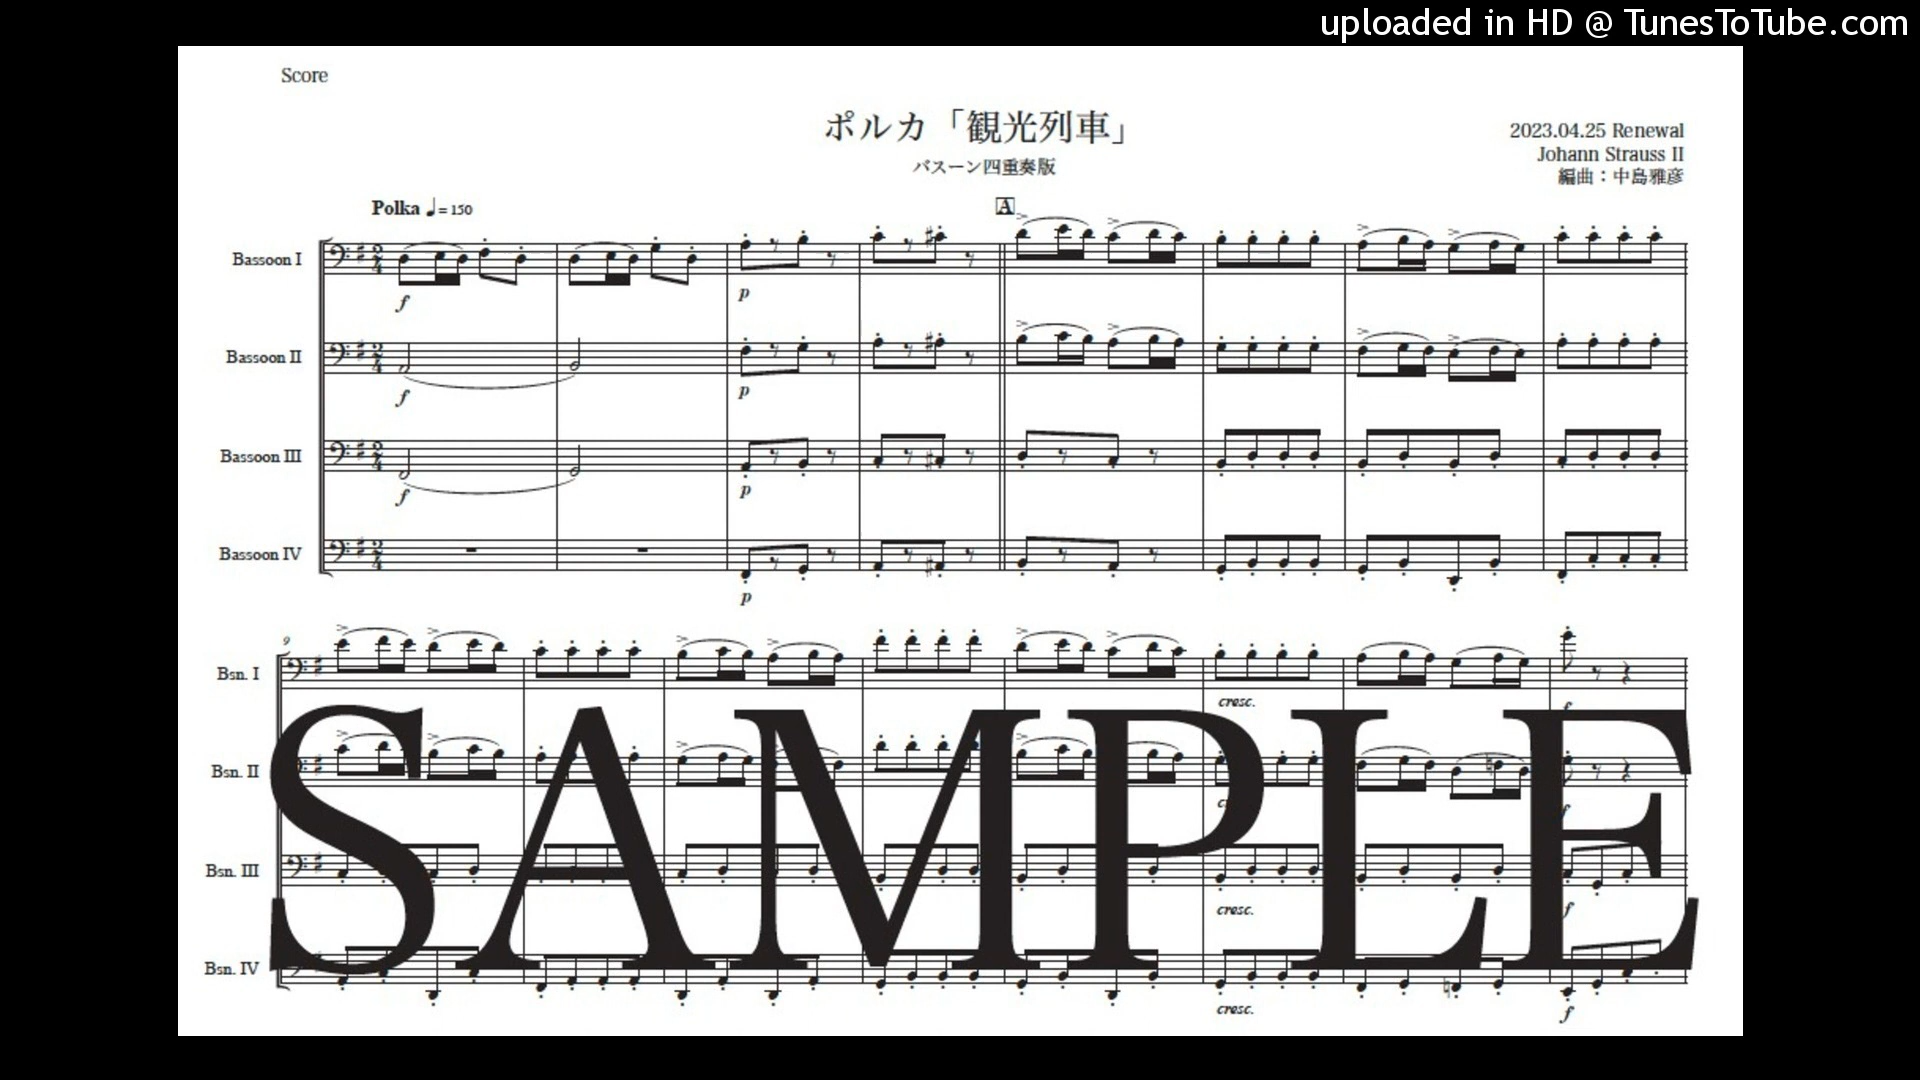 uploaded in HD @ TunesToTube.com
Score
ポルカ「観光列車」
バスーン四重奏版
2023.04.25 Renewal
Johann Strauss II
編曲：中島雅彦
Polka ♩= 150
A
Bassoon I
f
p
Bassoon II
f
p
Bassoon III
f
p
Bassoon IV
p
9
Bsn. I
cresc.
f
Bsn. II
f
Bsn. III
cresc.
f
Bsn. IV
cresc.
f
SAMPLE